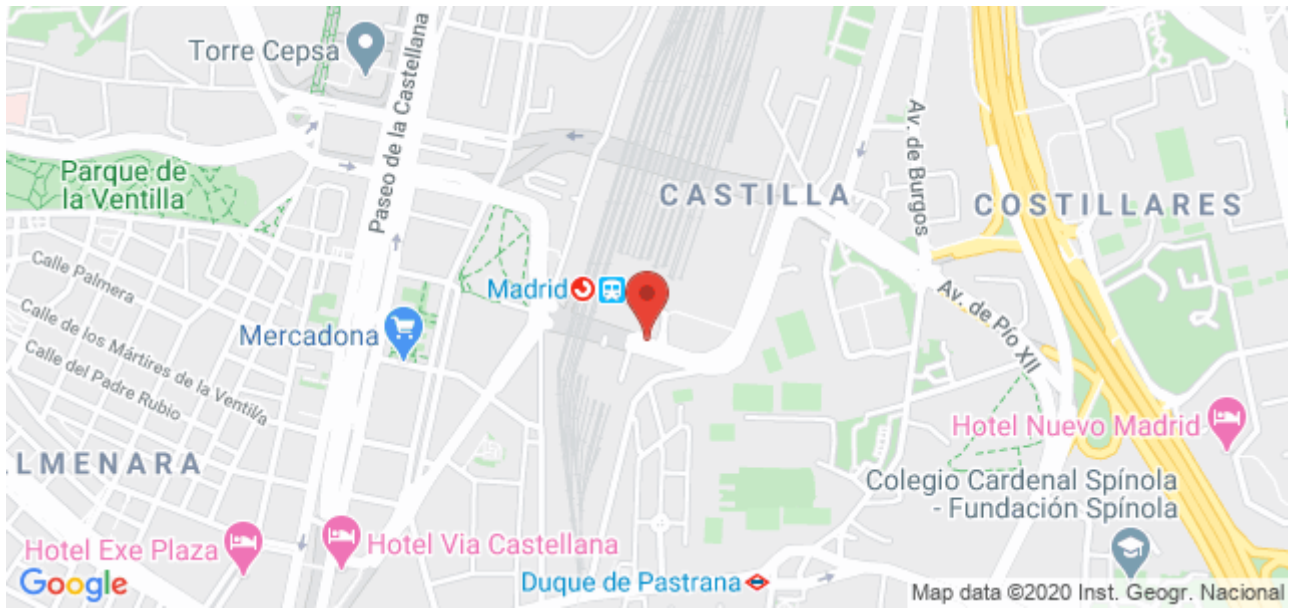 Torre Cepsa
Paseo de la Castellana
Parque de
la Ventilla
CASTILLA
Av. de Burgos
COSTILLARES
Calle Palmera
Madrid
Av. de Pío XII
Mercadona
Calle de los Mártires de la Ventilla
Calle del Padre Rubio
Hotel Nuevo Madrid
LMENARA
Colegio Cardenal Spínola
- Fundación Spínola
Hotel Exe Plaza
Hotel Via Castellana
Duque de Pastrana
Google
Map data ©2020 Inst. Geogr. Nacional